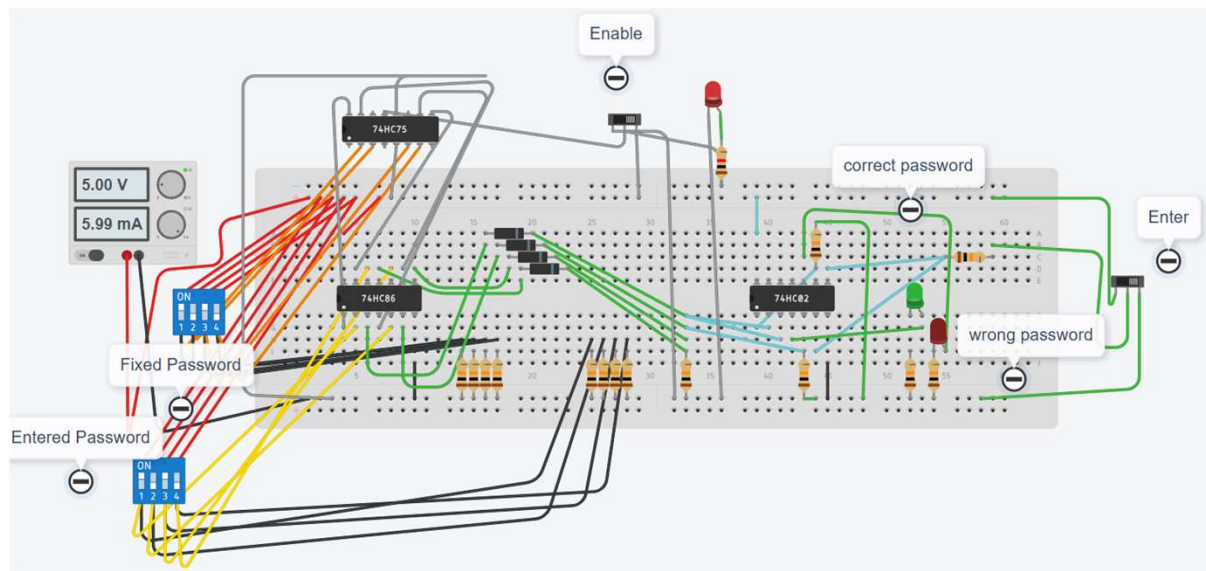 Enable
74HC75
5.00 V
5.99 mA
correct password
Enter
ON
1 2 3 4
74HC86
74HC02
wrong password
Fixed Password
Entered Password
ON
1 2 3 4
10
15
20
25
30
35
40
45
50
55
60
A
B
C
D
E
5
20
30
35
40
50
55
J